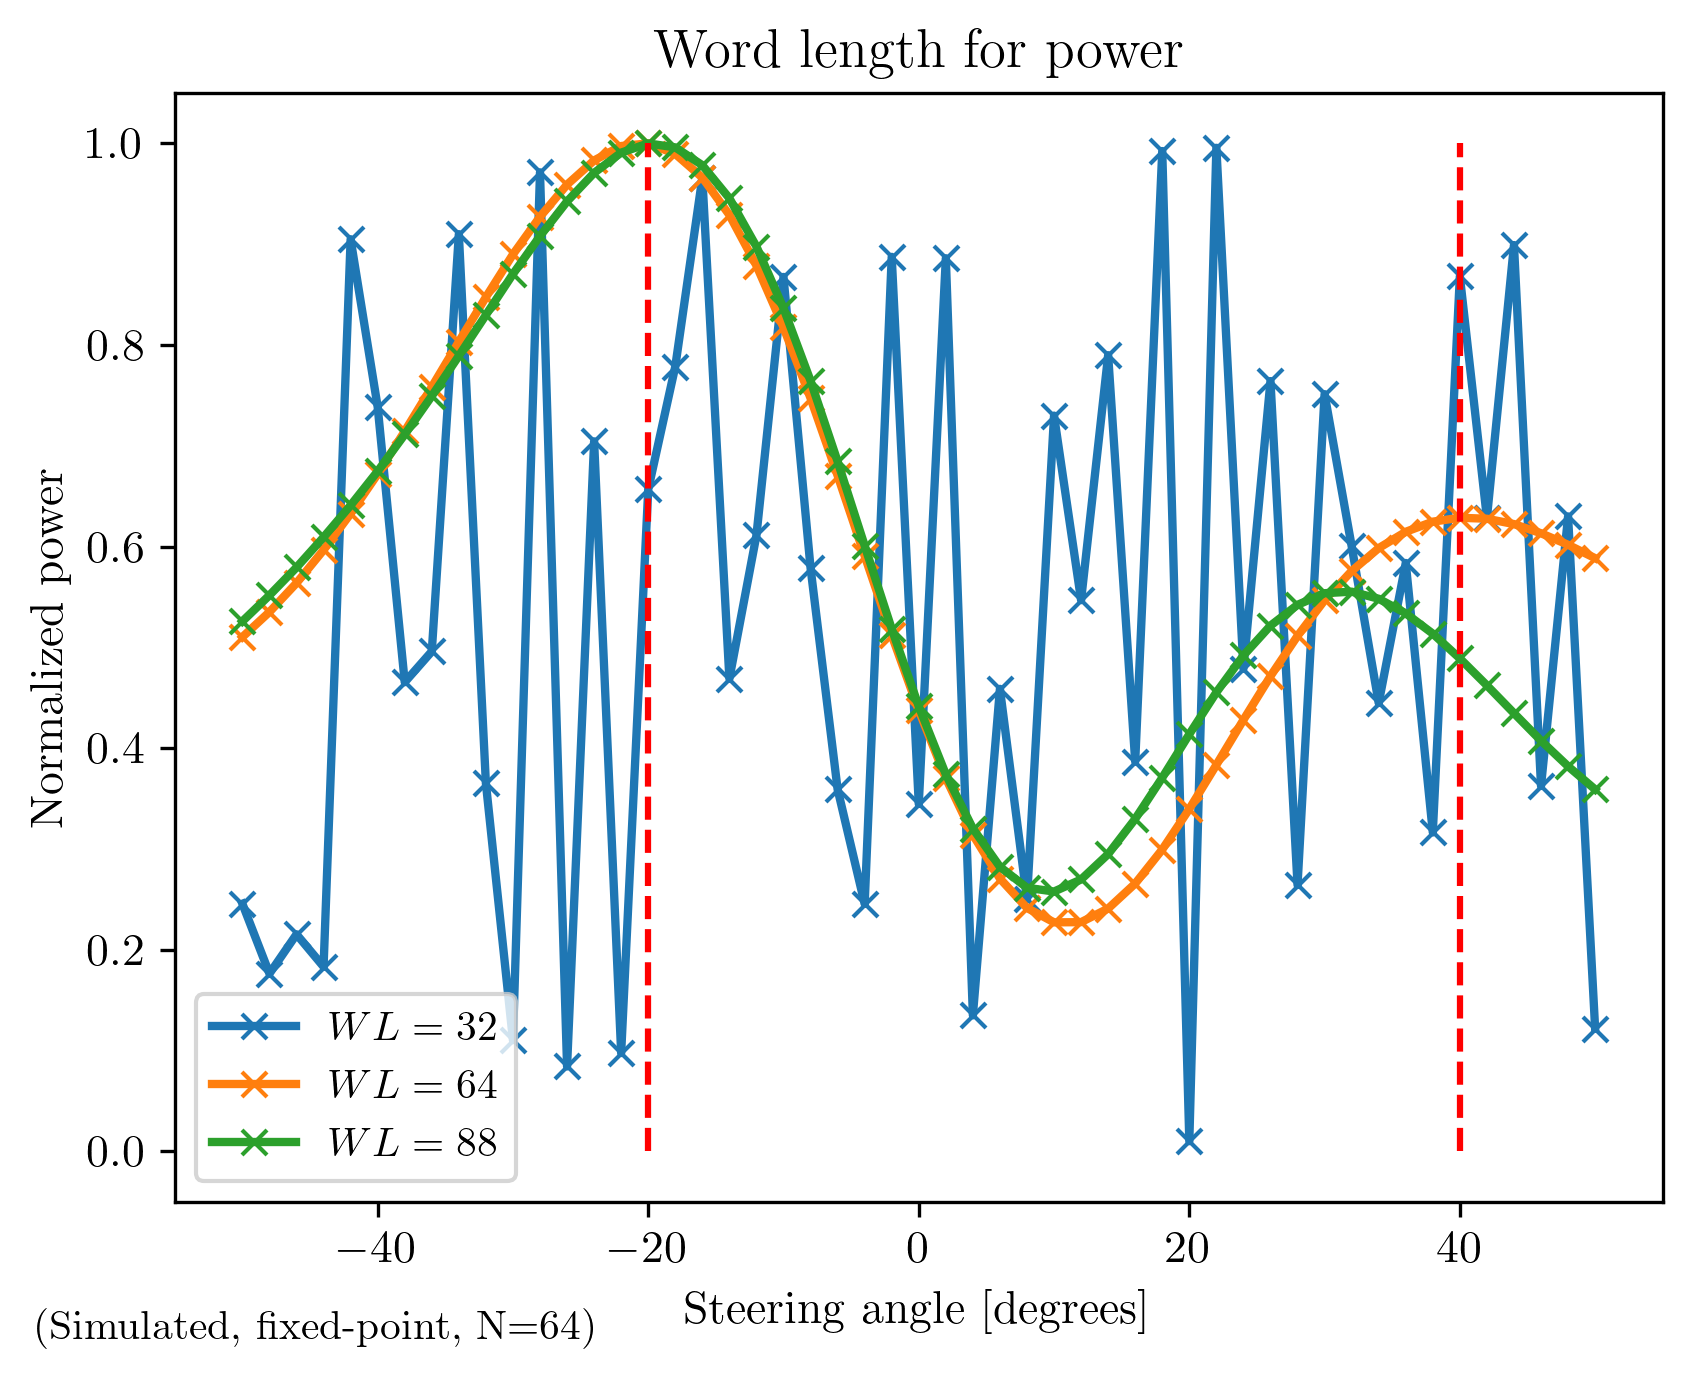 Word length for power
Normalized power
1.0
0.8
0.6
0.4
0.2
0.0
WL = 32
WL = 64
WL = 88
−40
−20
0
20
40
Steering angle [degrees]
(Simulated, fixed-point, N=64)